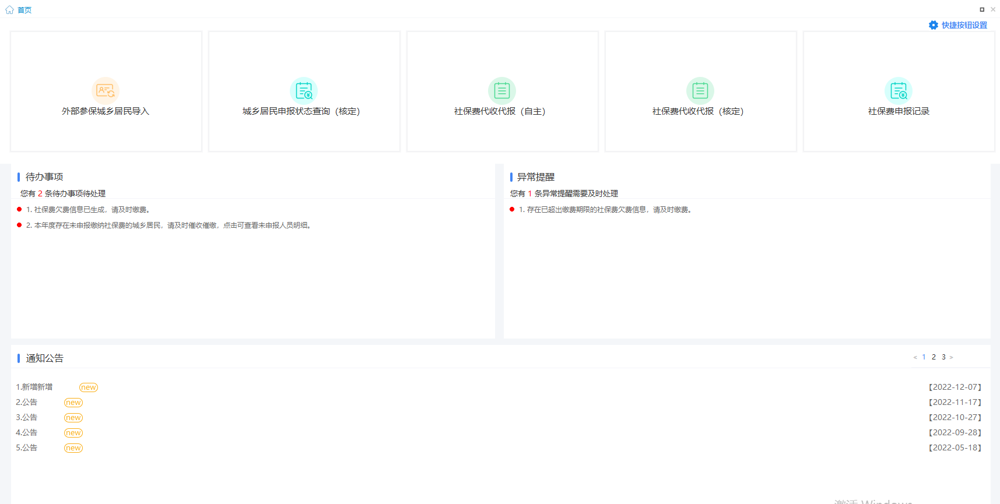 首页
快捷按钮设置
外部参保城乡居民导入
城乡居民申报状态查询（核定）
社保费代收代报（自主）
社保费代收代报（核定）
社保费申报记录
待办事项
您有 2 条待办事项待处理
1. 社保费欠费信息已生成，请及时缴费。
2. 本年度存在未申报缴纳社保费的城乡居民，请及时催收催缴，点击可查看未申报人员明细。
异常提醒
您有 1 条异常提醒需要及时处理
1. 存在已超出缴费期限的社保费欠费信息，请及时缴费。
通知公告
< 1 2 3 >
1.新增新增 new 【2022-12-07】
2.公告 new 【2022-11-17】
3.公告 new 【2022-10-27】
4.公告 new 【2022-09-28】
5.公告 new 【2022-05-18】
激活 Windows